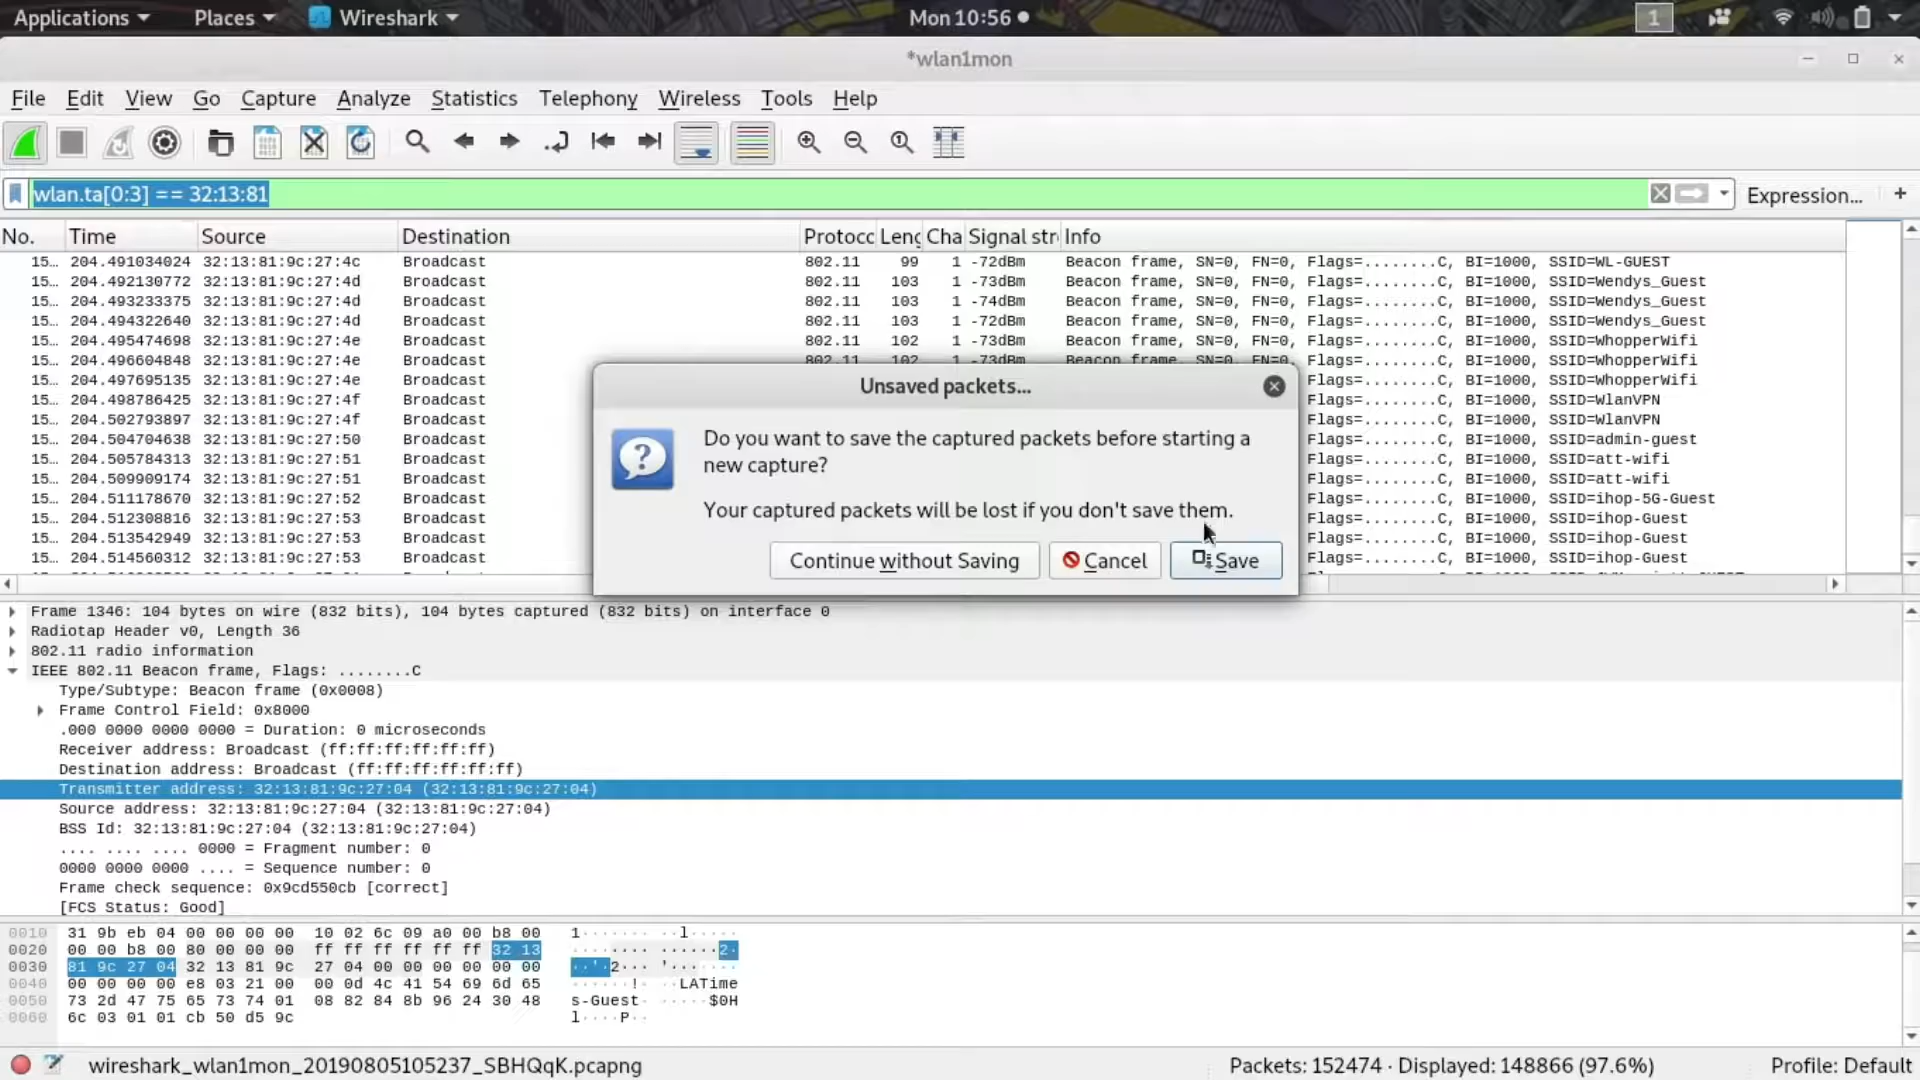 Applications Places Wireshark Mon 10:56 1
*wlan1mon
File Edit View Go Capture Analyze Statistics Telephony Wireless Tools Help
wlan.ta[0:3] == 32:13:81 Expression... +
No. Time Source Destination Protocc Leng Cha Signal str Info
15… 204.491034024 32:13:81:9c:27:4c Broadcast 802.11 99 1 -72dBm Beacon frame, SN=0, FN=0, Flags=........C, BI=1000, SSID=WL-GUEST
15… 204.492130772 32:13:81:9c:27:4d Broadcast 802.11 103 1 -73dBm Beacon frame, SN=0, FN=0, Flags=........C, BI=1000, SSID=Wendys_Guest
15… 204.493233375 32:13:81:9c:27:4d Broadcast 802.11 103 1 -74dBm Beacon frame, SN=0, FN=0, Flags=........C, BI=1000, SSID=Wendys_Guest
15… 204.494322640 32:13:81:9c:27:4d Broadcast 802.11 103 1 -72dBm Beacon frame, SN=0, FN=0, Flags=........C, BI=1000, SSID=Wendys_Guest
15… 204.495474698 32:13:81:9c:27:4e Broadcast 802.11 102 1 -73dBm Beacon frame, SN=0, FN=0, Flags=........C, BI=1000, SSID=WhopperWifi
15… 204.496604848 32:13:81:9c:27:4e Broadcast 802.11 102 1 -73dBm Beacon frame, SN=0, FN=0, Flags=........C, BI=1000, SSID=WhopperWifi
15… 204.497695135 32:13:81:9c:27:4e Broadcast Flags=........C, BI=1000, SSID=WhopperWifi
15… 204.498786425 32:13:81:9c:27:4f Broadcast Flags=........C, BI=1000, SSID=WlanVPN
15… 204.502793897 32:13:81:9c:27:4f Broadcast Flags=........C, BI=1000, SSID=WlanVPN
15… 204.504704638 32:13:81:9c:27:50 Broadcast Flags=........C, BI=1000, SSID=admin-guest
15… 204.505784313 32:13:81:9c:27:51 Broadcast Flags=........C, BI=1000, SSID=att-wifi
15… 204.509909174 32:13:81:9c:27:51 Broadcast Flags=........C, BI=1000, SSID=att-wifi
15… 204.511178670 32:13:81:9c:27:52 Broadcast Flags=........C, BI=1000, SSID=ihop-5G-Guest
15… 204.512308816 32:13:81:9c:27:53 Broadcast Flags=........C, BI=1000, SSID=ihop-Guest
15… 204.513542949 32:13:81:9c:27:53 Broadcast Flags=........C, BI=1000, SSID=ihop-Guest
15… 204.514560312 32:13:81:9c:27:53 Broadcast Flags=........C, BI=1000, SSID=ihop-Guest
Unsaved packets...
Do you want to save the captured packets before starting a
new capture?
Your captured packets will be lost if you don't save them.
Continue without Saving Cancel Save
Frame 1346: 104 bytes on wire (832 bits), 104 bytes captured (832 bits) on interface 0
Radiotap Header v0, Length 36
802.11 radio information
IEEE 802.11 Beacon frame, Flags: ........C
Type/Subtype: Beacon frame (0x0008)
Frame Control Field: 0x8000
.000 0000 0000 0000 = Duration: 0 microseconds
Receiver address: Broadcast (ff:ff:ff:ff:ff:ff)
Destination address: Broadcast (ff:ff:ff:ff:ff:ff)
Transmitter address: 32:13:81:9c:27:04 (32:13:81:9c:27:04)
Source address: 32:13:81:9c:27:04 (32:13:81:9c:27:04)
BSS Id: 32:13:81:9c:27:04 (32:13:81:9c:27:04)
.... .... .... 0000 = Fragment number: 0
0000 0000 0000 .... = Sequence number: 0
Frame check sequence: 0x9cd550cb [correct]
[FCS Status: Good]
0010 31 9b eb 04 00 00 00 00 10 02 6c 09 a0 00 b8 00 1······· ··l·····
0020 00 00 b8 00 80 00 00 00 ff ff ff ff ff ff 32 13 ········ ······2·
0030 81 9c 27 04 32 13 81 9c 27 04 00 00 00 00 00 00 ··'·2··· '·······
0040 00 00 00 00 e8 03 21 00 00 0d 4c 41 54 69 6d 65 ······!· ··LATime
0050 73 2d 47 75 65 73 74 01 08 82 84 8b 96 24 30 48 s-Guest· ·····$0H
0060 6c 03 01 01 cb 50 d5 9c l····P··
wireshark_wlan1mon_20190805105237_SBHQqK.pcapng Packets: 152474 · Displayed: 148866 (97.6%) Profile: Default